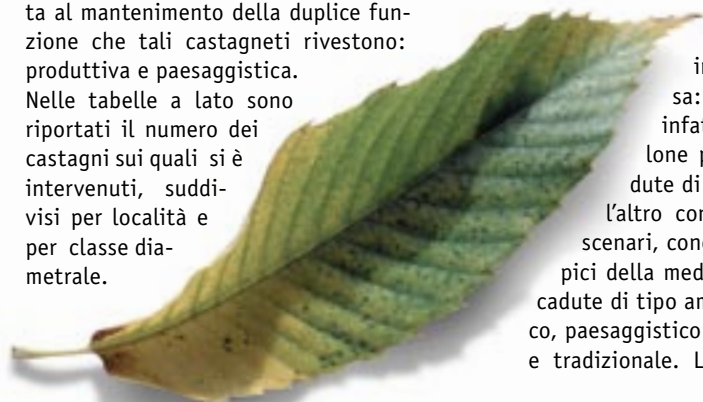 ta al mantenimento della duplice fun-
zione che tali castagneti rivestono:
produttiva e paesaggistica.
Nelle tabelle a lato sono
riportati il numero dei
castagni sui quali si è
intervenuti, suddi-
visi per località e
per classe dia-
metrale.
in
sa:
infat
lone p
dute di
l'altro con
scenari, conc
pici della med
cadute di tipo am
co, paesaggistico
e tradizionale. L